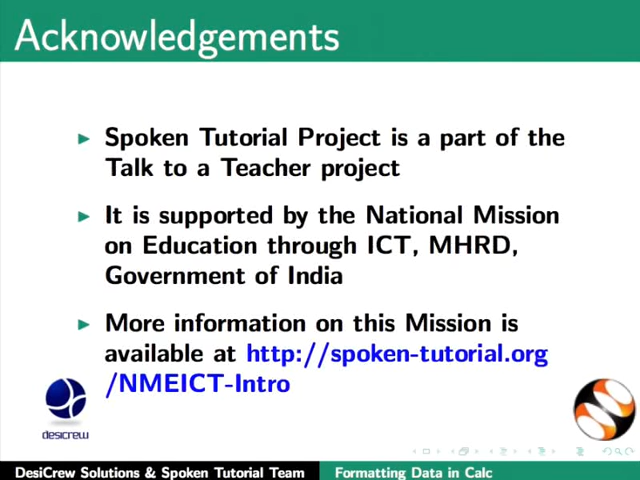 Acknowledgements
Spoken Tutorial Project is a part of the
Talk to a Teacher project
It is supported by the National Mission
on Education through ICT, MHRD,
Government of India
More information on this Mission is
available at http://spoken-tutorial.org
/NMEICT-Intro
desicrew
DesiCrew Solutions & Spoken Tutorial Team
Formatting Data in Calc